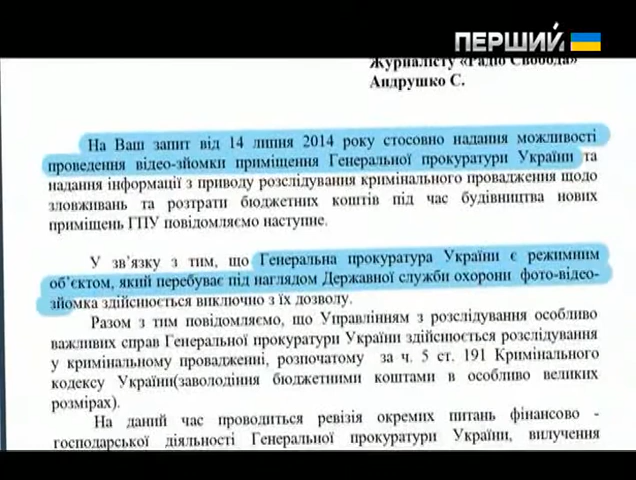 ПЕРШИЙ
Журналісту «Радіо Свобода»
Андрушко С.
На Ваш запит від 14 липня 2014 року стосовно надання можливості
проведення відео-зйомки приміщення Генеральної прокуратури України та
надання інформації з приводу розслідування кримінального провадження щодо
зловживань та розтрати бюджетних коштів під час будівництва нових
приміщень ГПУ повідомляємо наступне.
У зв'язку з тим, що Генеральна прокуратура України є режимним
об'єктом, який перебуває під наглядом Державної служби охорони фото-відео-
зйомка здійснюється виключно з їх дозволу.
Разом з тим повідомляємо, що Управлінням з розслідування особливо
важливих справ Генеральної прокуратури України здійснюється розслідування
у кримінальному провадженні, розпочатому за ч. 5 ст. 191 Кримінального
кодексу України(заволодіння бюджетними коштами в особливо великих
розмірах).
На даний час проводиться ревізія окремих питань фінансово -
господарської діяльності Генеральної прокуратури України, вилучення